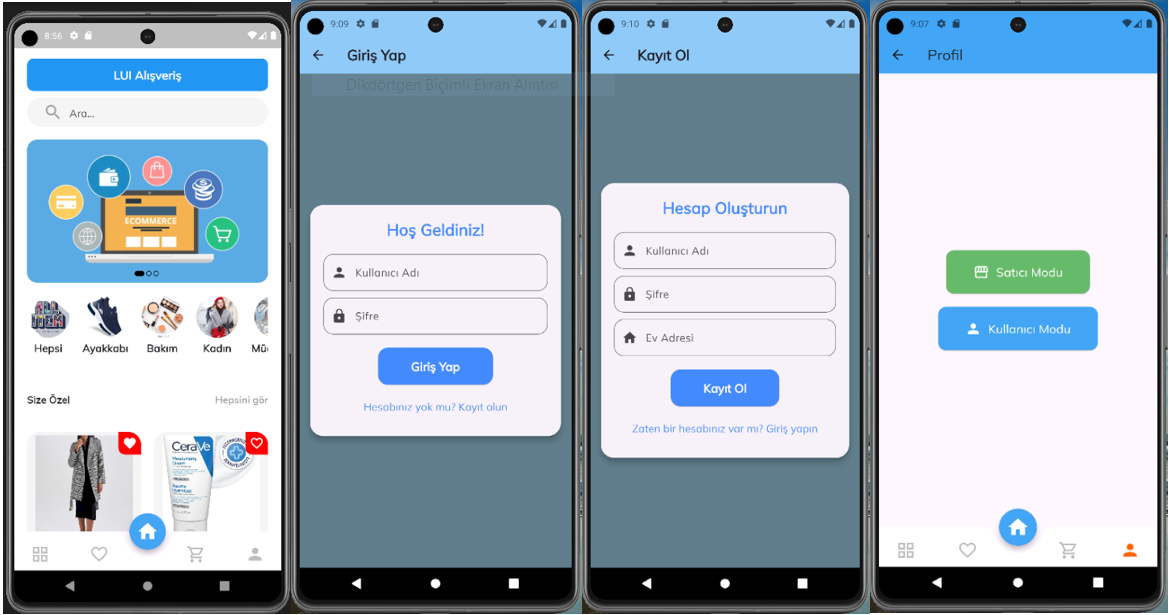 8:56
LUI Alışveriş
Ara...
ECOMMERCE
Hepsi
Ayakkabı
Bakım
Kadın
Mü
Size Özel
Hepsini gör
CeraVe
9:09
Giriş Yap
Dikdörtgen Biçimli Ekran Alıntısı
Hoş Geldiniz!
Kullanıcı Adı
Şifre
Giriş Yap
Hesabınız yok mu? Kayıt olun
9:10
Kayıt Ol
Hesap Oluşturun
Kullanıcı Adı
Şifre
Ev Adresi
Kayıt Ol
Zaten bir hesabınız var mı? Giriş yapın
9:07
Profil
Satıcı Modu
Kullanıcı Modu